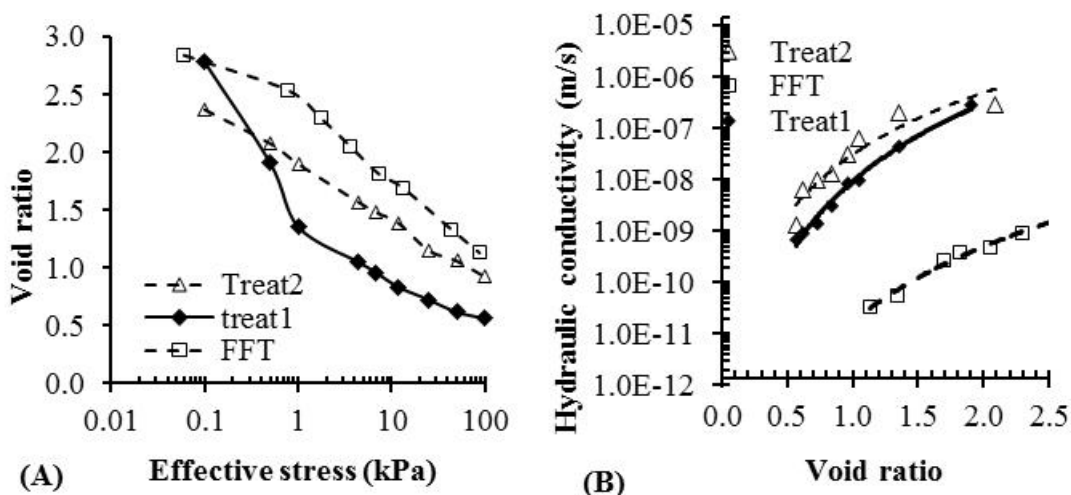 Void ratio
3.0
2.5
2.0
1.5
1.0
0.5
0.0
Treat2
treat1
FFT
0.01 0.1 1 10 100
(A) Effective stress (kPa)
Hydraulic conductivity (m/s)
1.0E-05
1.0E-06
1.0E-07
1.0E-08
1.0E-09
1.0E-10
1.0E-11
1.0E-12
Treat2
FFT
Treat1
0.0 0.5 1.0 1.5 2.0 2.5
(B) Void ratio